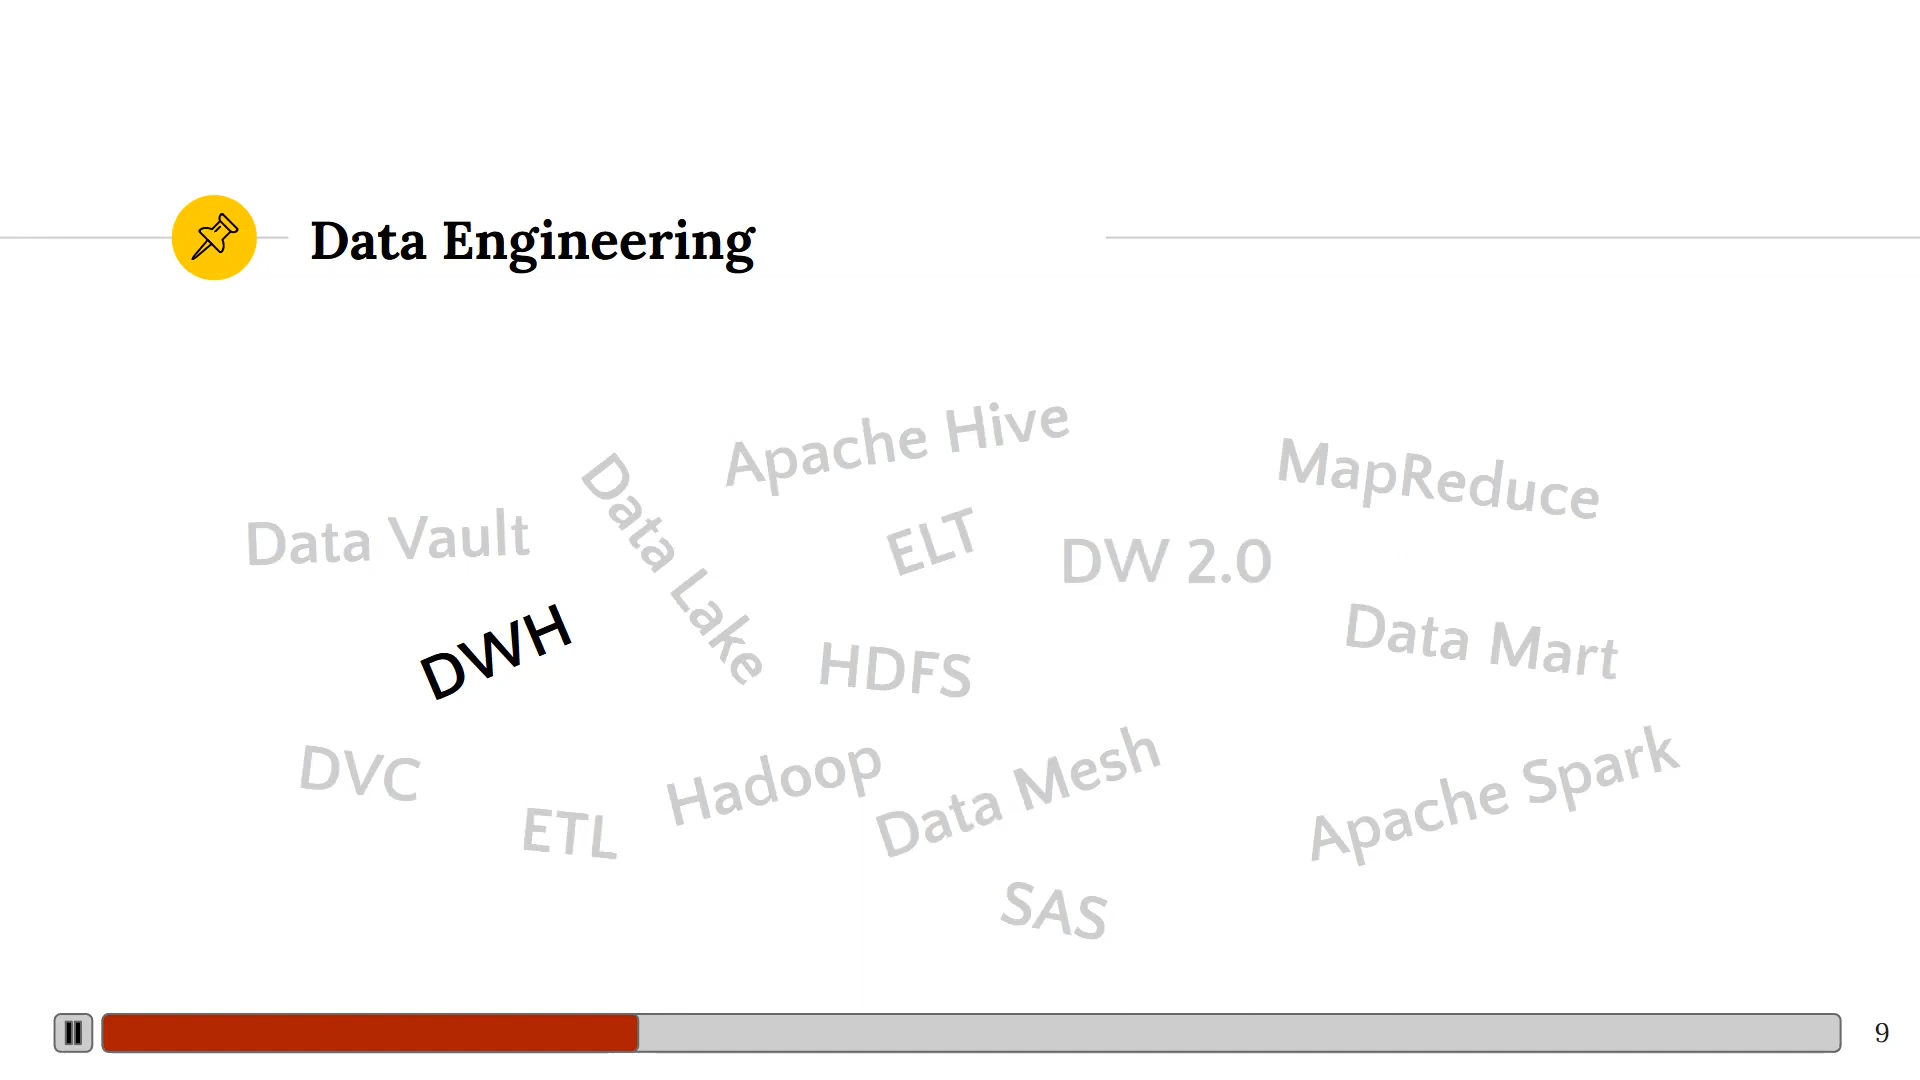 Data Engineering
Apache Hive
MapReduce
Data Vault
Data Lake
ELT
DW 2.0
DWH
HDFS
Data Mart
DVC
ETL
Hadoop
Data Mesh
Apache Spark
SAS
9